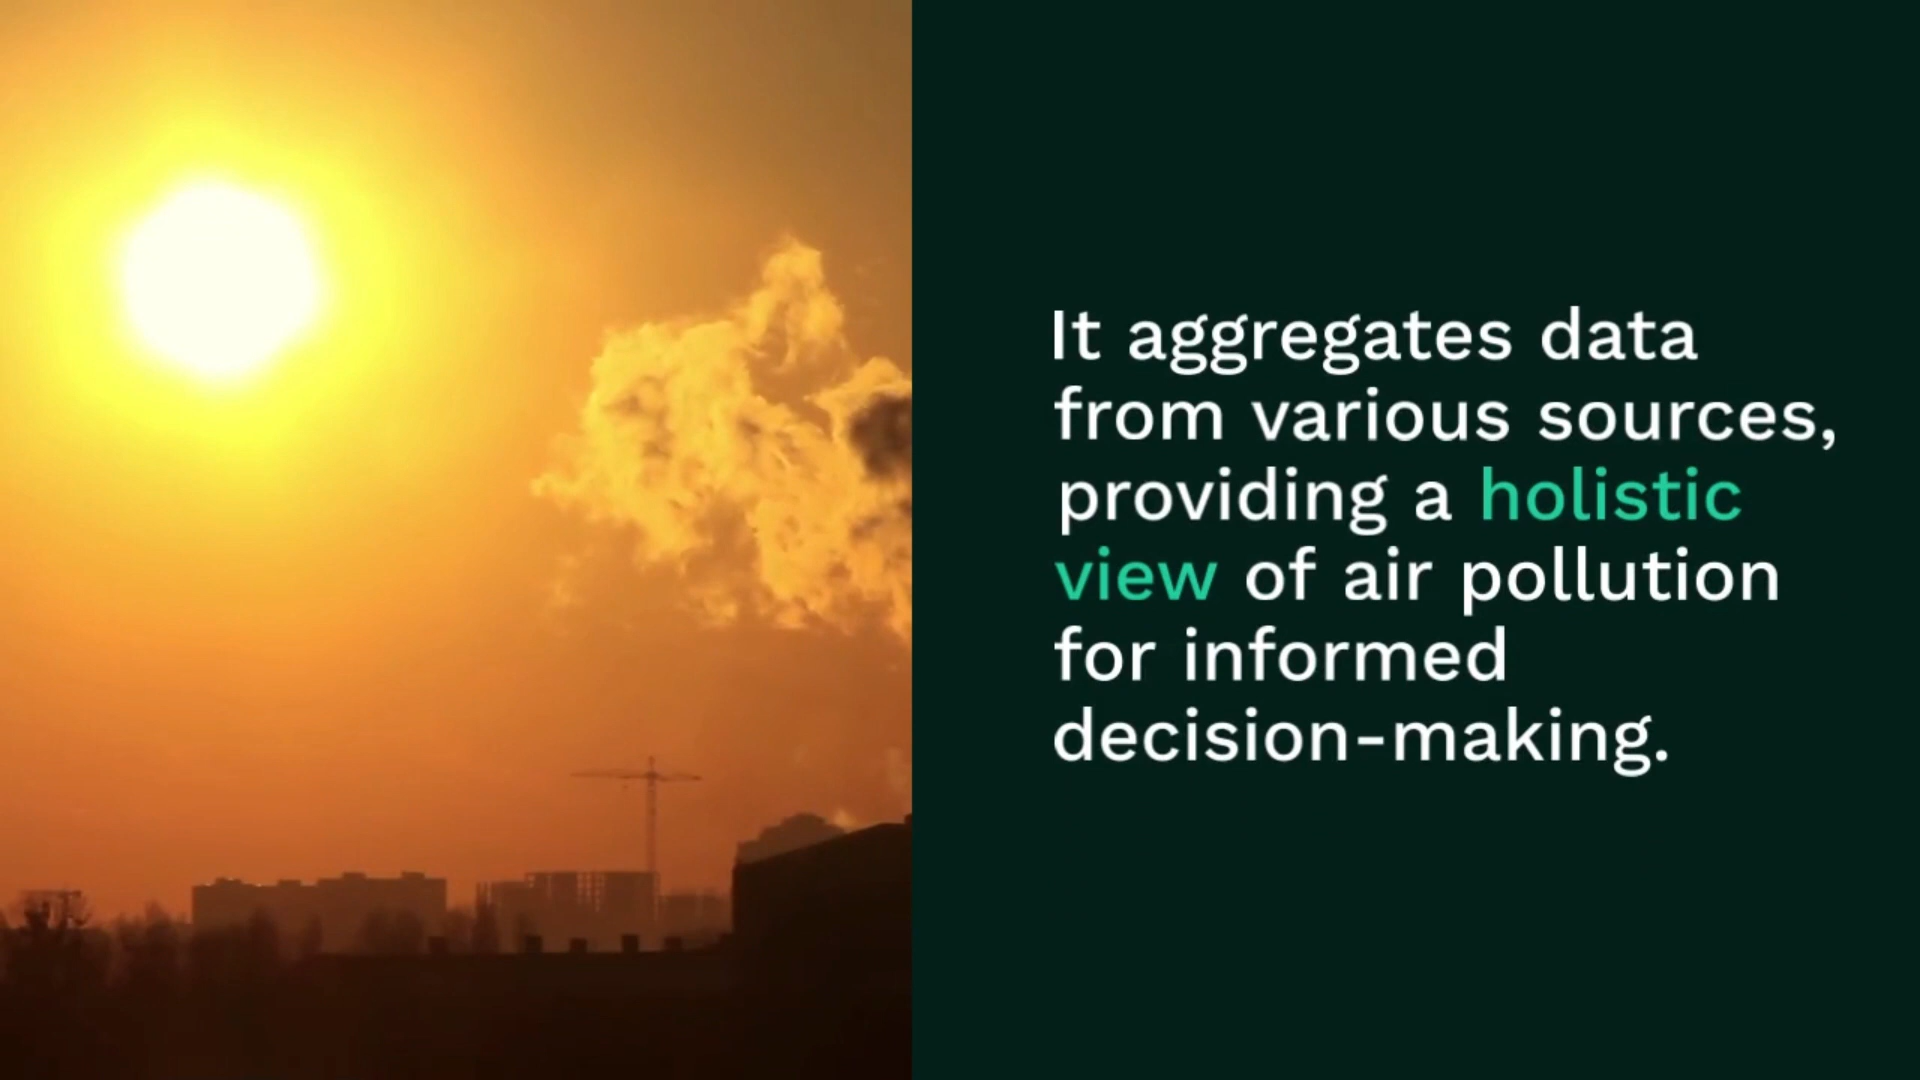 It aggregates data
from various sources,
providing a holistic
view of air pollution
for informed
decision-making.